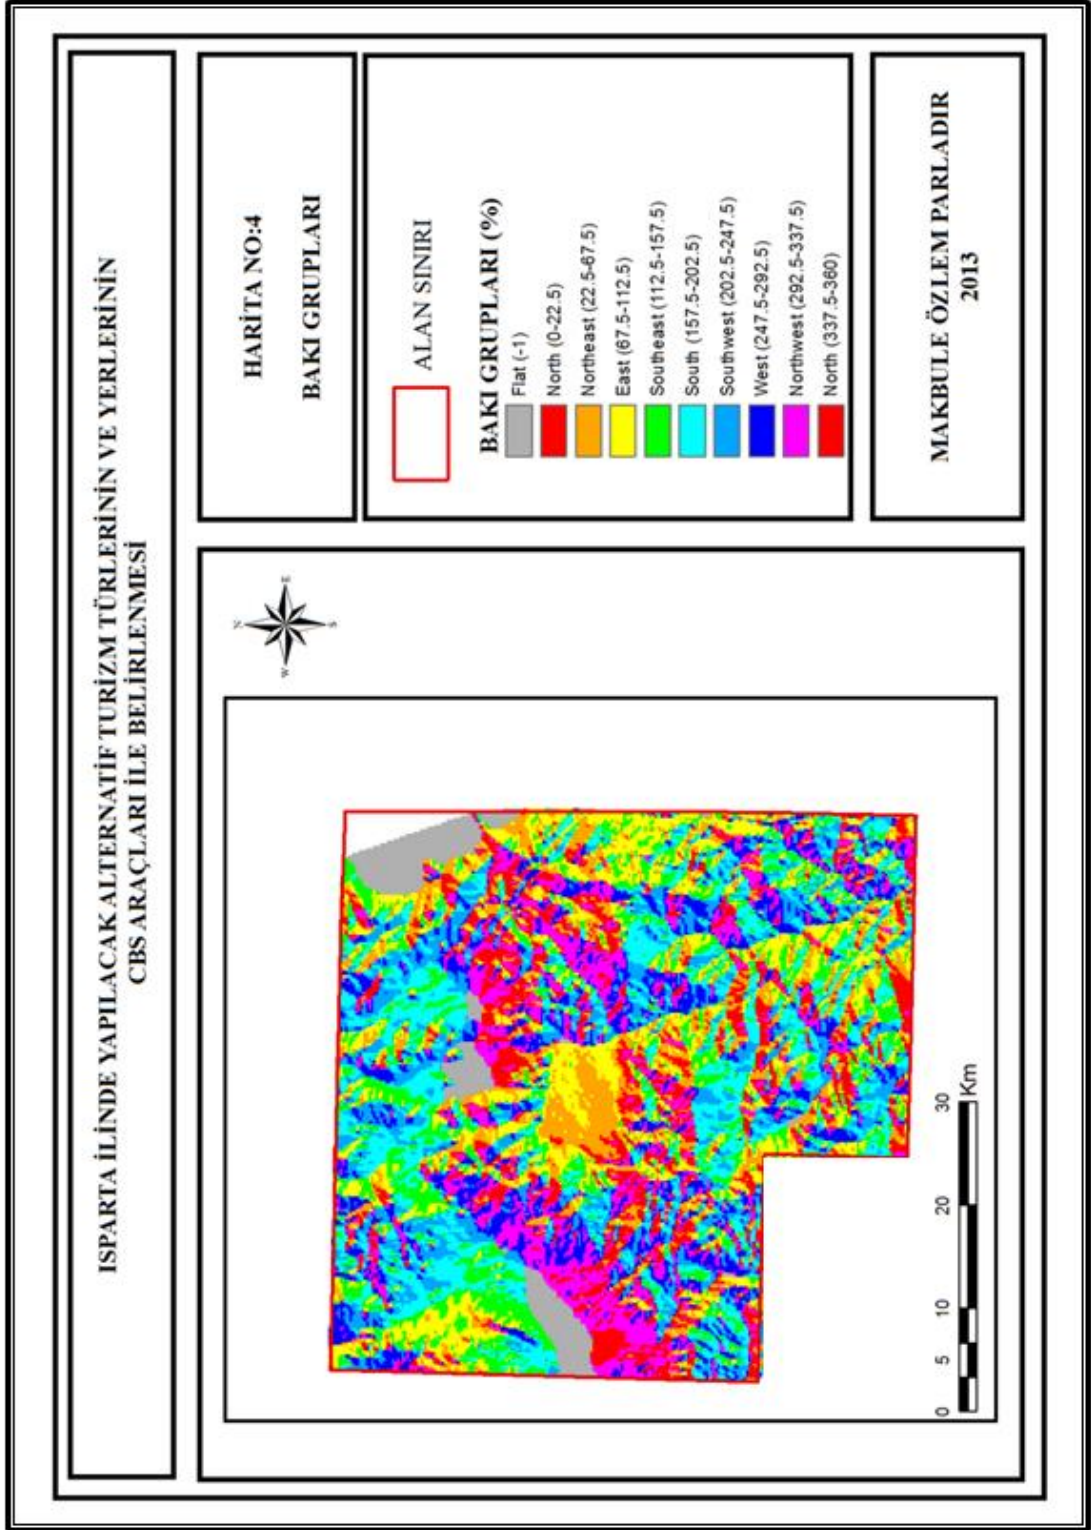 ISPARTA İLİNDE YAPILACAK ALTERNATİF TURİZM TÜRLERİNİN VE YERLERİNİN
CBS ARAÇLARI İLE BELİRLENMESİ
N
W
E
S
0 5 10 20 30
Km
HARİTA NO:4
BAKI GRUPLARI
ALAN SINIRI
BAKI GRUPLARI (%)
Flat (-1)
North (0-22.5)
Northeast (22.5-67.5)
East (67.5-112.5)
Southeast (112.5-157.5)
South (157.5-202.5)
Southwest (202.5-247.5)
West (247.5-292.5)
Northwest (292.5-337.5)
North (337.5-360)
MAKBULE ÖZLEM PARLADIR
2013